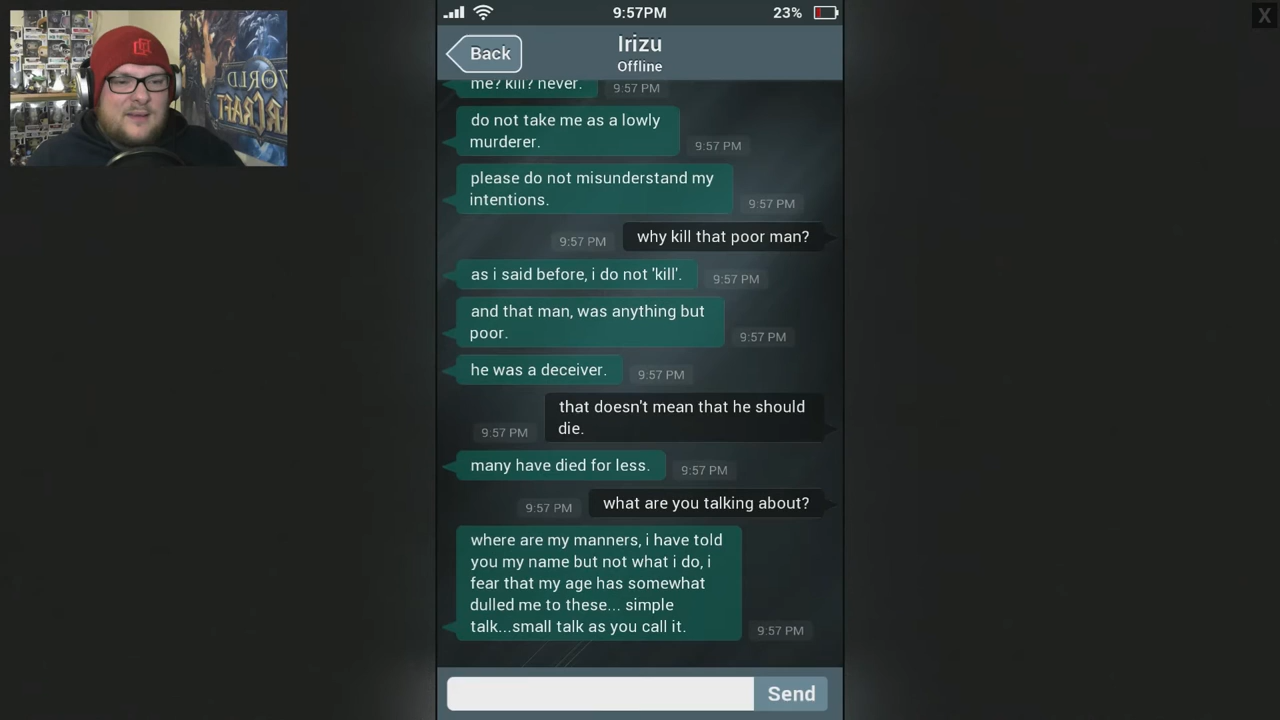 9:57PM
23%
X
Back
Irizu
Offline
me? kill? never.
9:57 PM
do not take me as a lowly
murderer.
9:57 PM
please do not misunderstand my
intentions.
9:57 PM
9:57 PM
why kill that poor man?
as i said before, i do not 'kill'.
9:57 PM
and that man, was anything but
poor.
9:57 PM
he was a deceiver.
9:57 PM
that doesn't mean that he should
die.
9:57 PM
many have died for less.
9:57 PM
9:57 PM
what are you talking about?
where are my manners, i have told
you my name but not what i do, i
fear that my age has somewhat
dulled me to these... simple
talk...small talk as you call it.
9:57 PM
Send
WORLD
OF
WARCRAFT